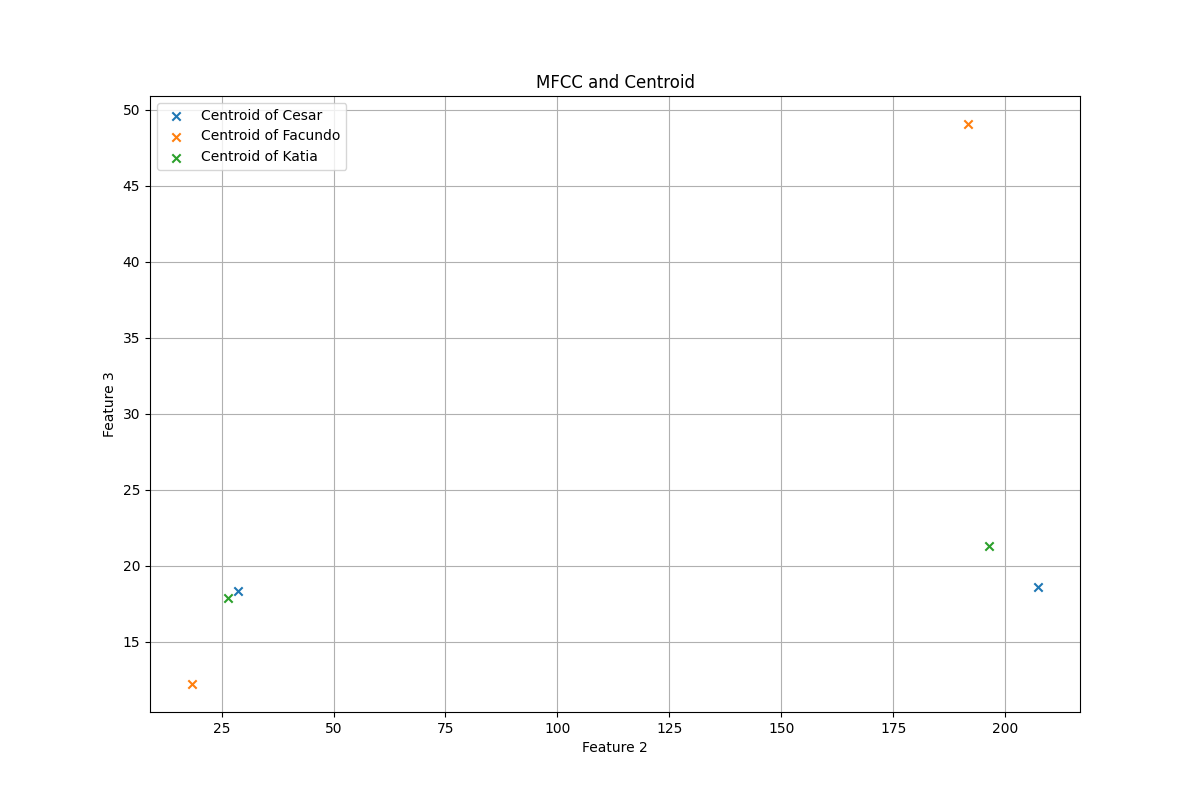 MFCC and Centroid
Centroid of Cesar
Centroid of Facundo
Centroid of Katia
50
45
40
35
30
25
20
15
Feature 3
25 50 75 100 125 150 175 200
Feature 2